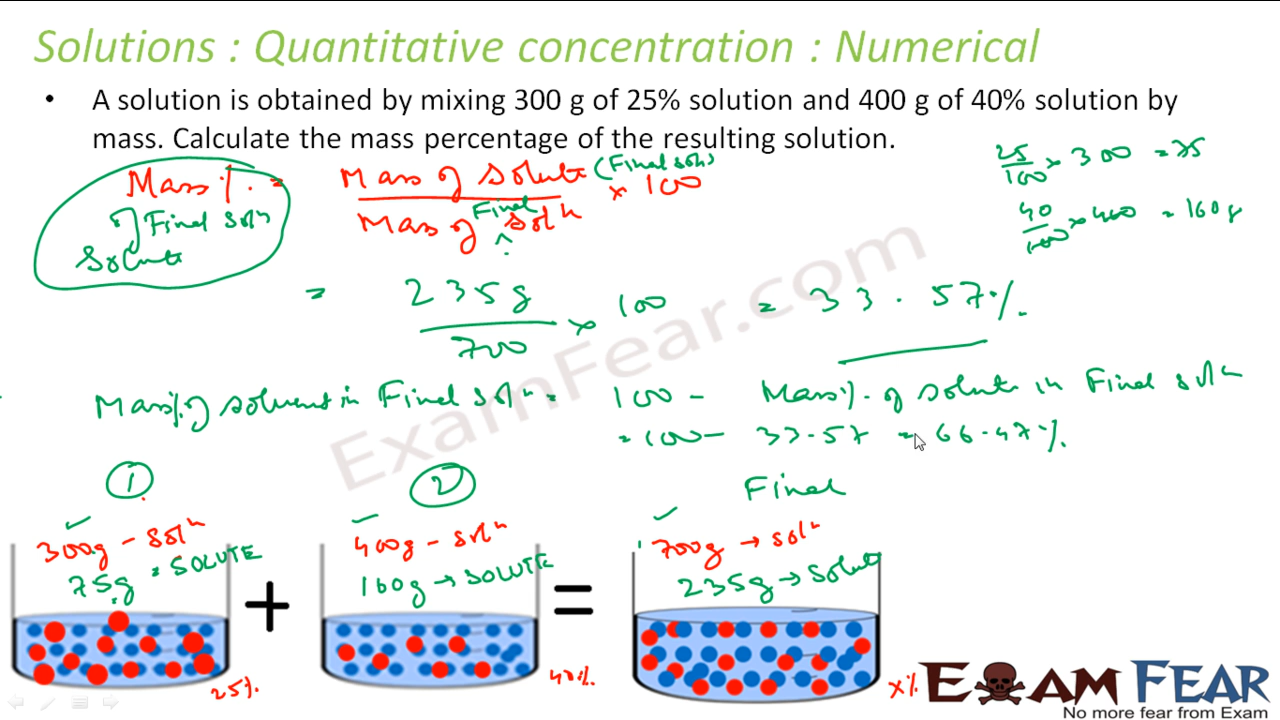 Solutions : Quantitative concentration : Numerical
• A solution is obtained by mixing 300 g of 25% solution and 400 g of 40% solution by
mass. Calculate the mass percentage of the resulting solution.
Mass %. = Mass of Solute (Final soln) × 100
of Final soln
Solute
Mass of Final soln
25/100 × 300 = 75
40/100 × 400 = 160g
= 235g/700 × 100 = 33.57%.
Mass% of solvent in Final soln = 100 - Mass%. of solute in Final soln
= 100 - 33.57 = 66.47%.
1
2
Final
300g - Soln
75g = SOLUTE
400g - soln
160g → SOLUTE
700g → soln
235g → Solute
+
=
25%.
40%.
x%
EXAM FEAR
No more fear from Exam
ExamFear.com